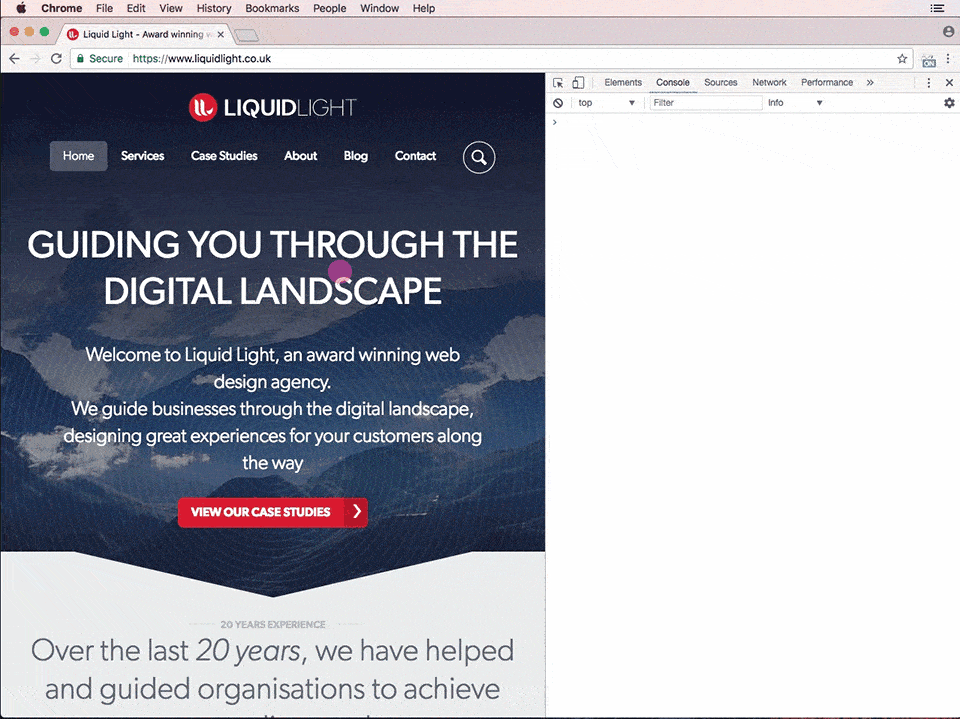 Chrome File Edit View History Bookmarks People Window Help
Liquid Light - Award winning w
Secure https://www.liquidlight.co.uk
ON
Elements Console Sources Network Performance »
top Filter Info
LIQUIDLIGHT
Home Services Case Studies About Blog Contact
GUIDING YOU THROUGH THE
DIGITAL LANDSCAPE
Welcome to Liquid Light, an award winning web
design agency.
We guide businesses through the digital landscape,
designing great experiences for your customers along
the way
VIEW OUR CASE STUDIES
20 YEARS EXPERIENCE
Over the last 20 years, we have helped
and guided organisations to achieve